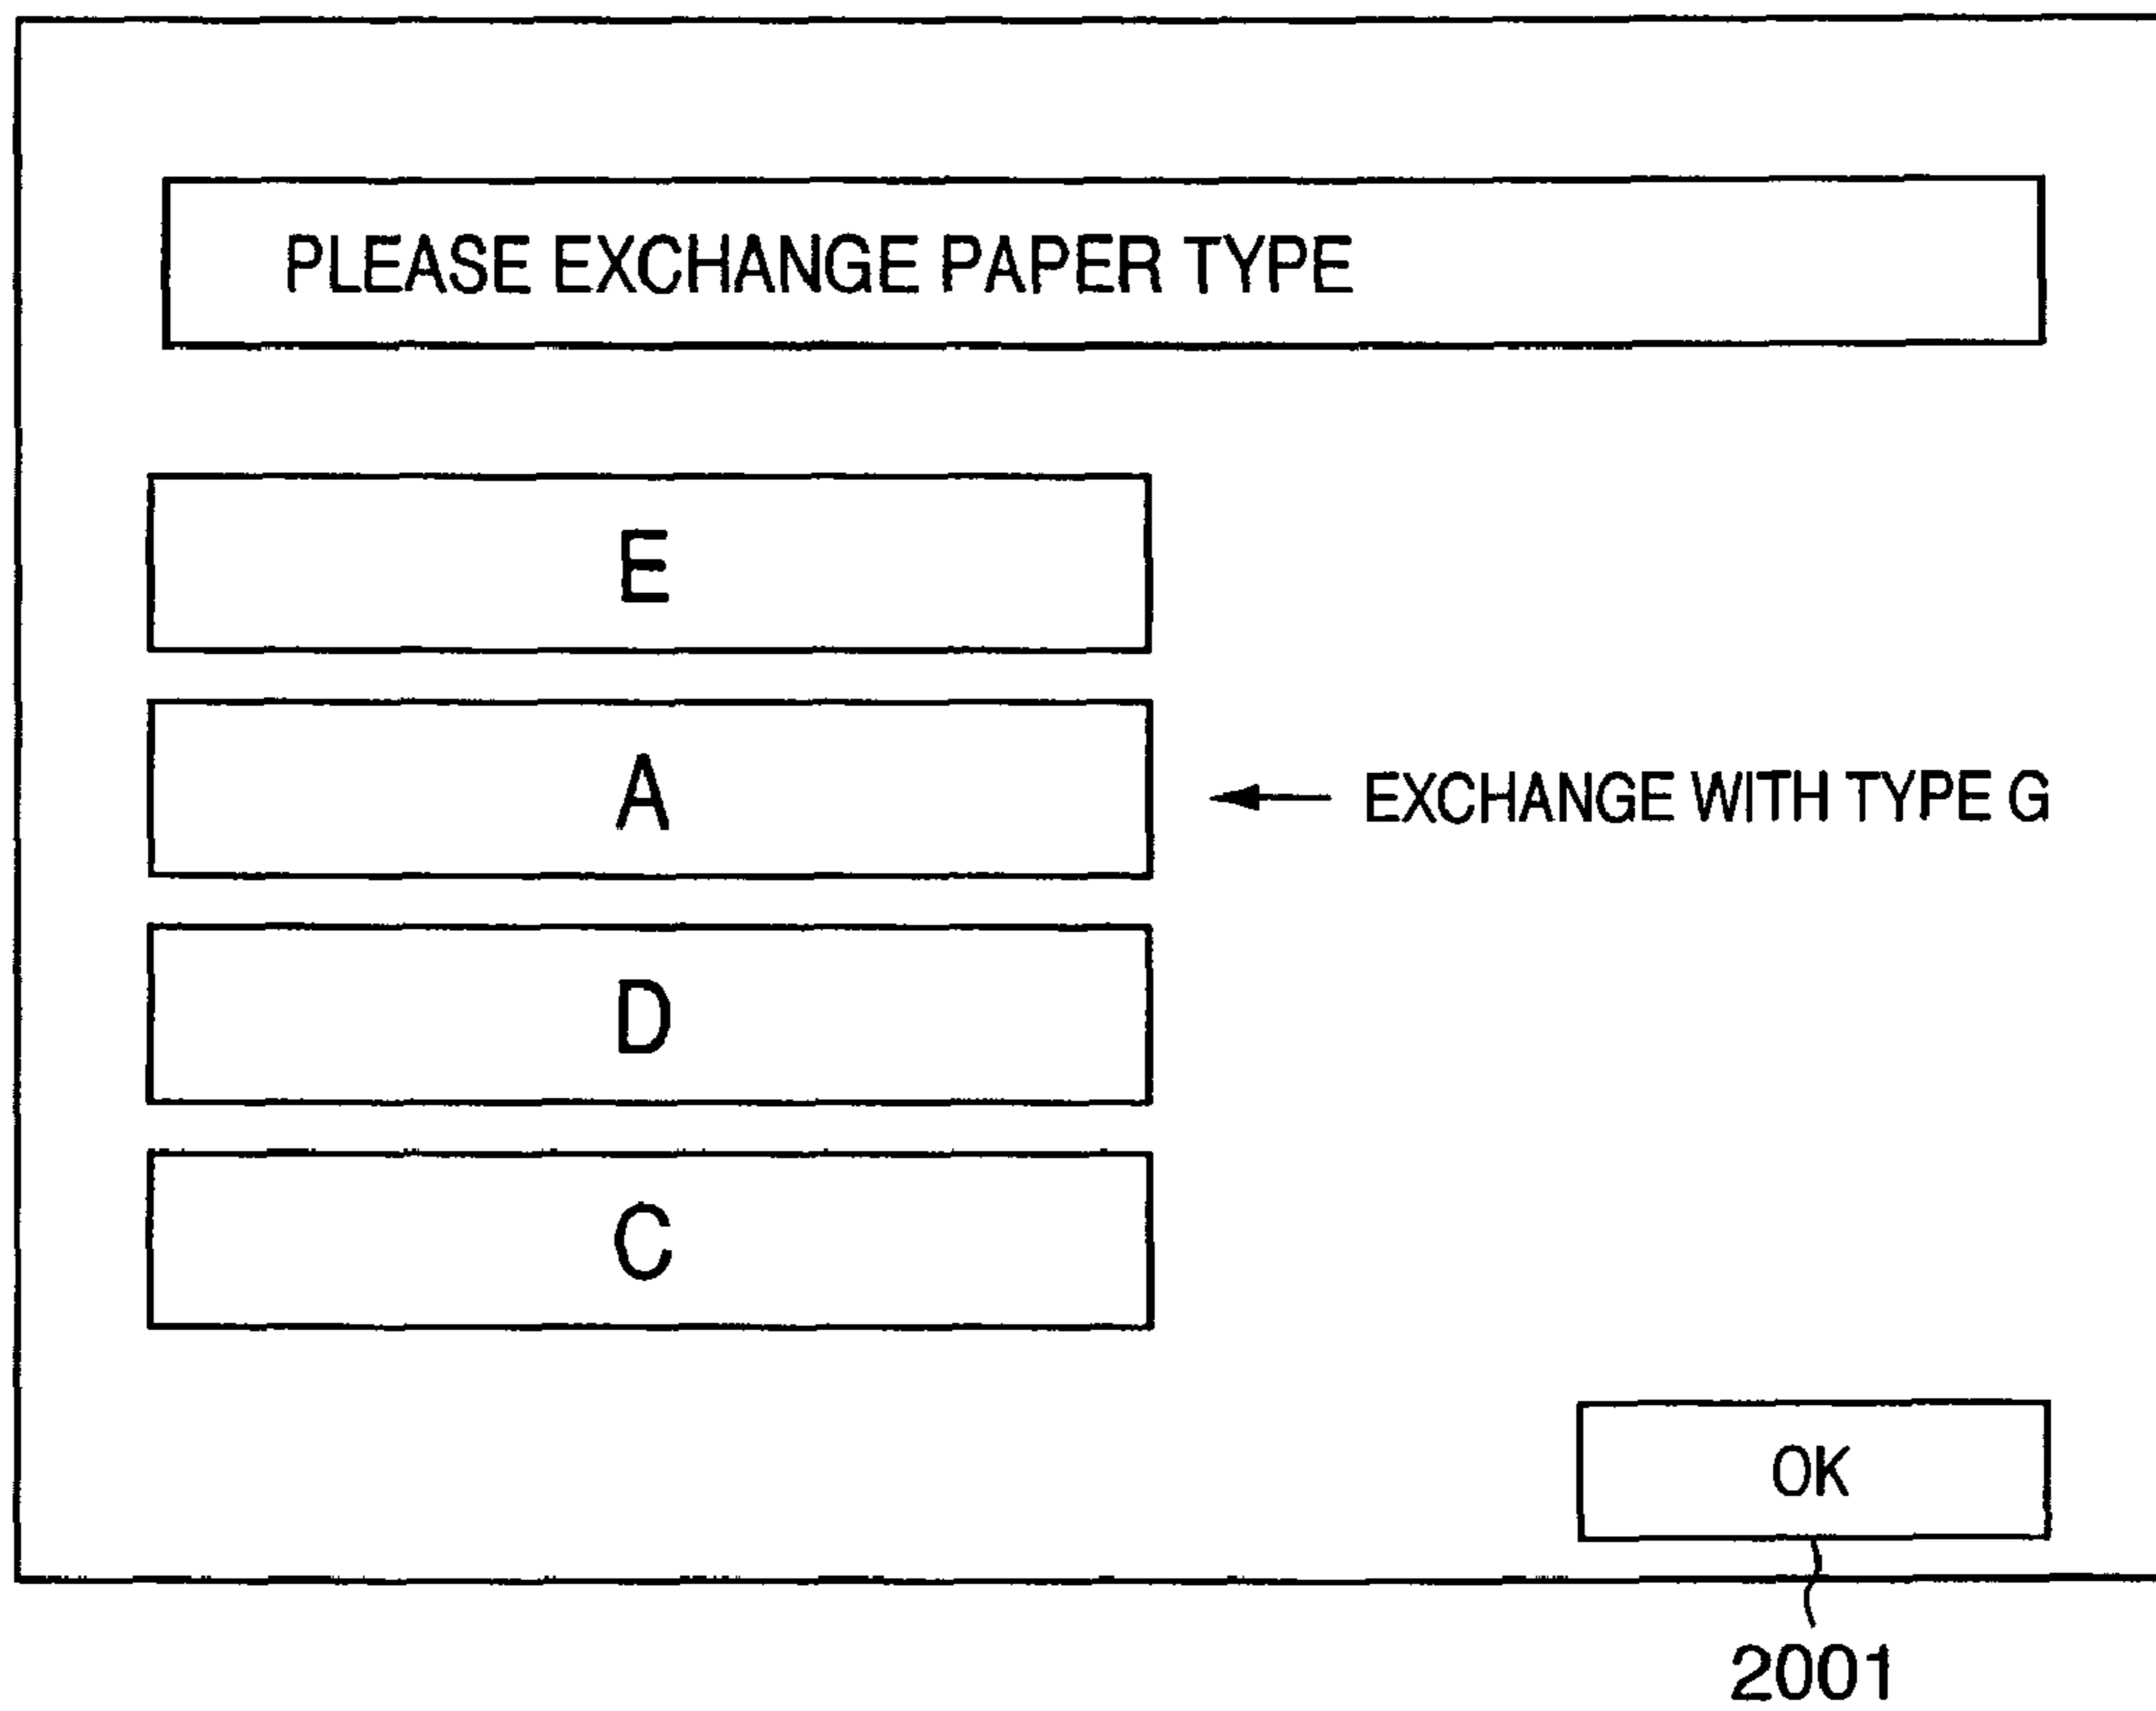 PLEASE EXCHANGE PAPER TYPE
E
A
EXCHANGE WITH TYPE G
D
C
OK
2001